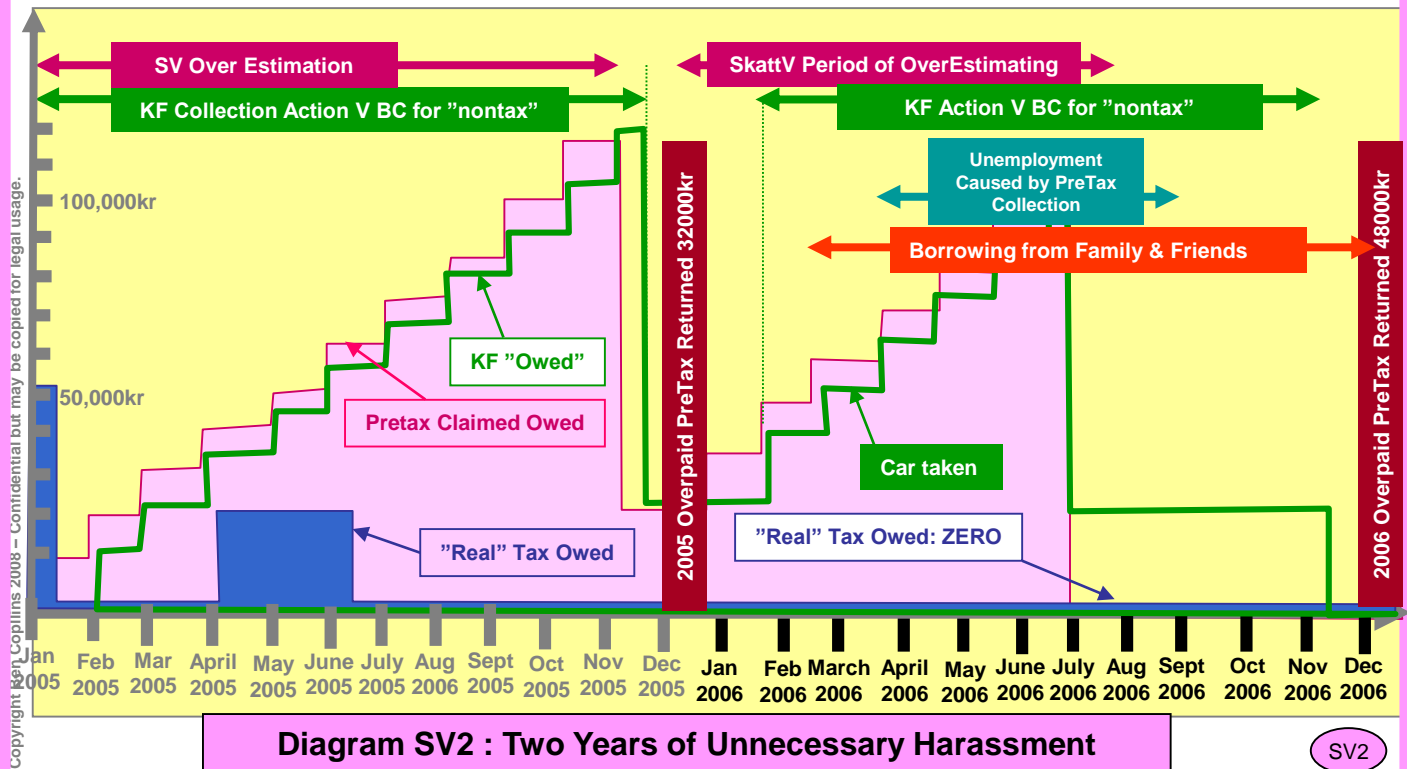 SV Over Estimation
SkattV Period of OverEstimating
KF Collection Action V BC for ”nontax”
KF Action V BC for ”nontax”
Unemployment
Caused by PreTax
Collection
Borrowing from Family & Friends
100,000kr
50,000kr
KF ”Owed”
Pretax Claimed Owed
”Real” Tax Owed
Car taken
”Real” Tax Owed: ZERO
2005 Overpaid PreTax Returned 32000kr
2006 Overpaid PreTax Returned 48000kr
Jan
2005
Feb
2005
Mar
2005
April
2005
May
2005
June
2005
July
2005
Aug
2006
Sept
2005
Oct
2005
Nov
2005
Dec
2005
Jan
2006
Feb
2006
March
2006
April
2006
May
2006
June
2006
July
2006
Aug
2006
Sept
2006
Oct
2006
Nov
2006
Dec
2006
Copyright 2008 – Confidential but may be copied for legal usage.
Diagram SV2 : Two Years of Unnecessary Harassment
SV2